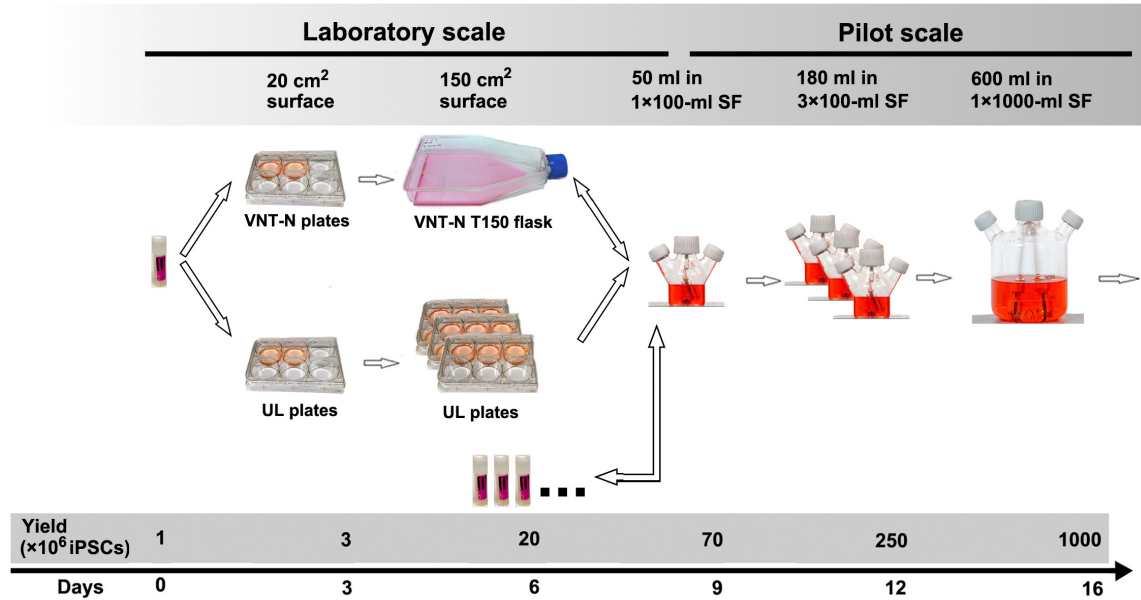 Laboratory scale
Pilot scale
20 cm²
surface
150 cm²
surface
50 ml in
1×100-ml SF
180 ml in
3×100-ml SF
600 ml in
1×1000-ml SF
VNT-N plates
VNT-N T150 flask
UL plates
UL plates
Yield
(×10⁶ iPSCs) 1 3 20 70 250 1000
Days 0 3 6 9 12 16